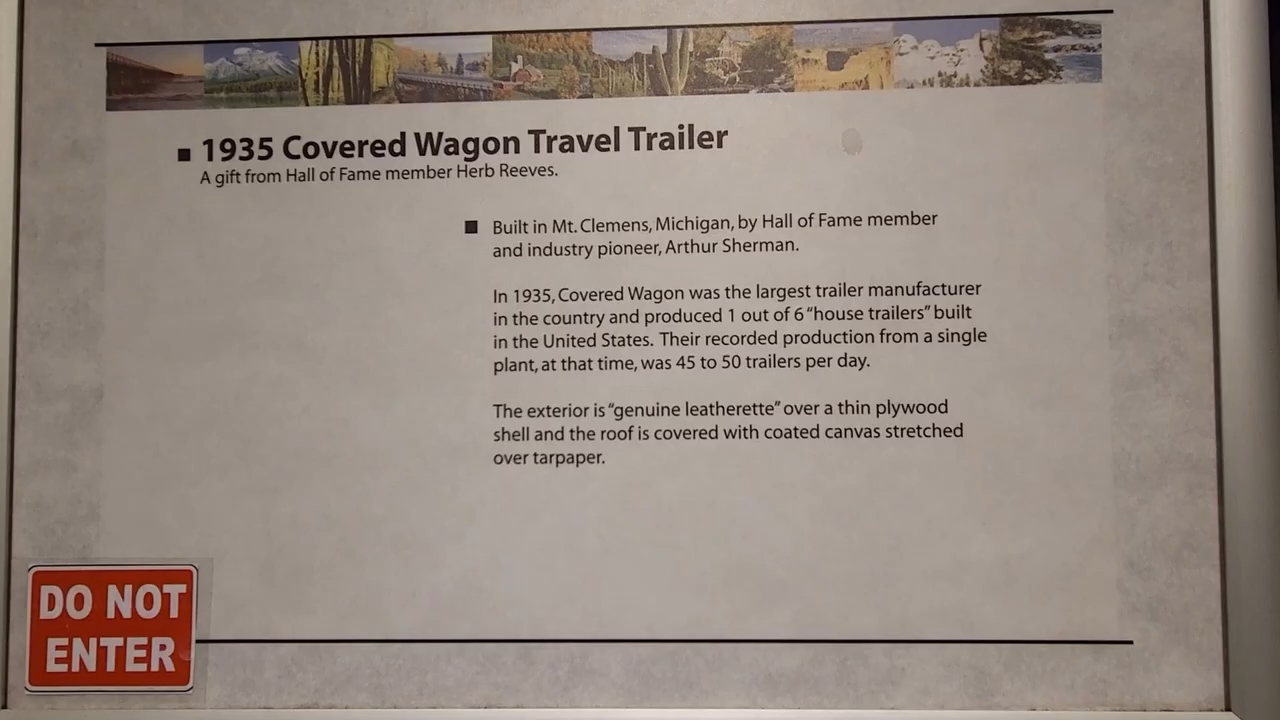 1935 Covered Wagon Travel Trailer
A gift from Hall of Fame member Herb Reeves.
Built in Mt. Clemens, Michigan, by Hall of Fame member
and industry pioneer, Arthur Sherman.
In 1935, Covered Wagon was the largest trailer manufacturer
in the country and produced 1 out of 6 “house trailers” built
in the United States. Their recorded production from a single
plant, at that time, was 45 to 50 trailers per day.
The exterior is “genuine leatherette” over a thin plywood
shell and the roof is covered with coated canvas stretched
over tarpaper.
DO NOT
ENTER